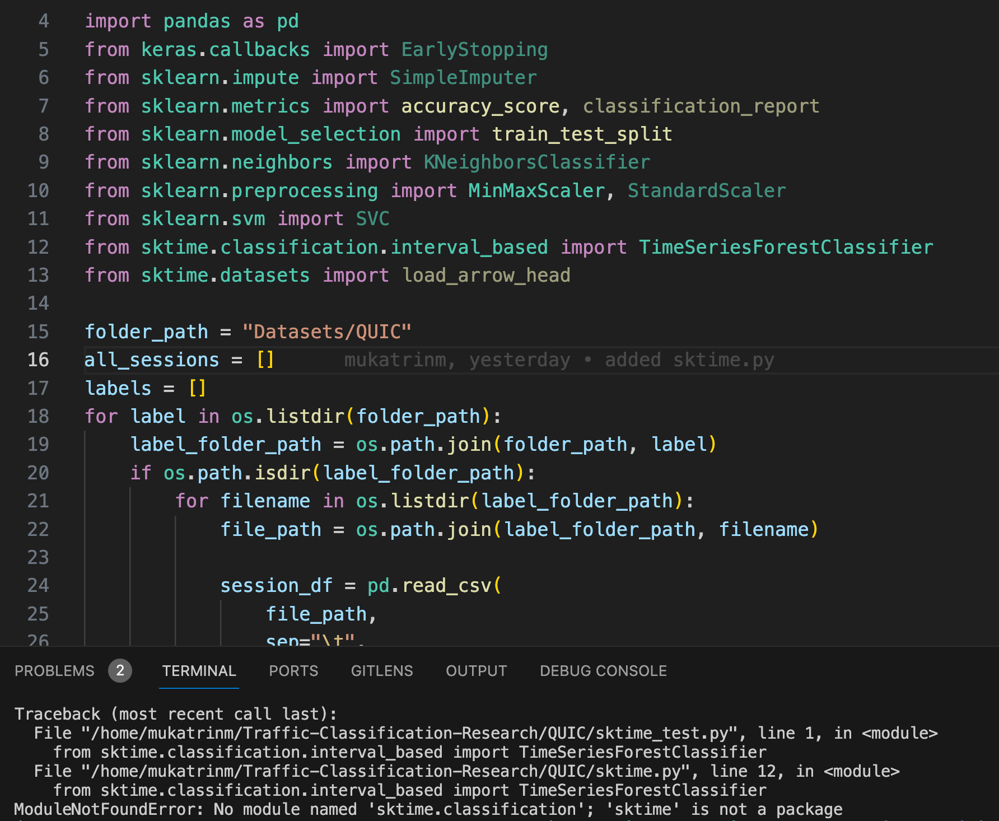 4 import pandas as pd
5 from keras.callbacks import EarlyStopping
6 from sklearn.impute import SimpleImputer
7 from sklearn.metrics import accuracy_score, classification_report
8 from sklearn.model_selection import train_test_split
9 from sklearn.neighbors import KNeighborsClassifier
10 from sklearn.preprocessing import MinMaxScaler, StandardScaler
11 from sklearn.svm import SVC
12 from sktime.classification.interval_based import TimeSeriesForestClassifier
13 from sktime.datasets import load_arrow_head
14
15 folder_path = "Datasets/QUIC"
16 all_sessions = [] mukatrinm, yesterday • added sktime.py
17 labels = []
18 for label in os.listdir(folder_path):
19     label_folder_path = os.path.join(folder_path, label)
20     if os.path.isdir(label_folder_path):
21         for filename in os.listdir(label_folder_path):
22             file_path = os.path.join(label_folder_path, filename)
23
24             session_df = pd.read_csv(
25                 file_path,
26                 sep="\t",
PROBLEMS 2 TERMINAL PORTS GITLENS OUTPUT DEBUG CONSOLE
Traceback (most recent call last):
  File "/home/mukatrinm/Traffic-Classification-Research/QUIC/sktime_test.py", line 1, in <module>
    from sktime.classification.interval_based import TimeSeriesForestClassifier
  File "/home/mukatrinm/Traffic-Classification-Research/QUIC/sktime.py", line 12, in <module>
    from sktime.classification.interval_based import TimeSeriesForestClassifier
ModuleNotFoundError: No module named 'sktime.classification'; 'sktime' is not a package